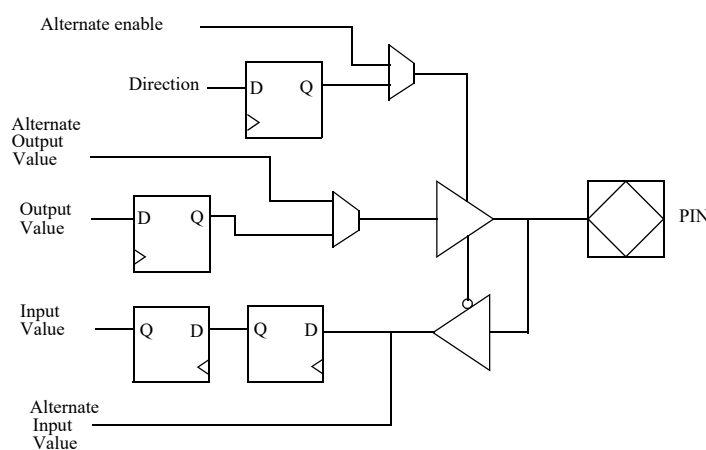 Alternate enable
Direction
D Q
Alternate
Output
Value
Output
Value
D Q
PIN
Input
Value
Q D
Q D
Alternate
Input
Value